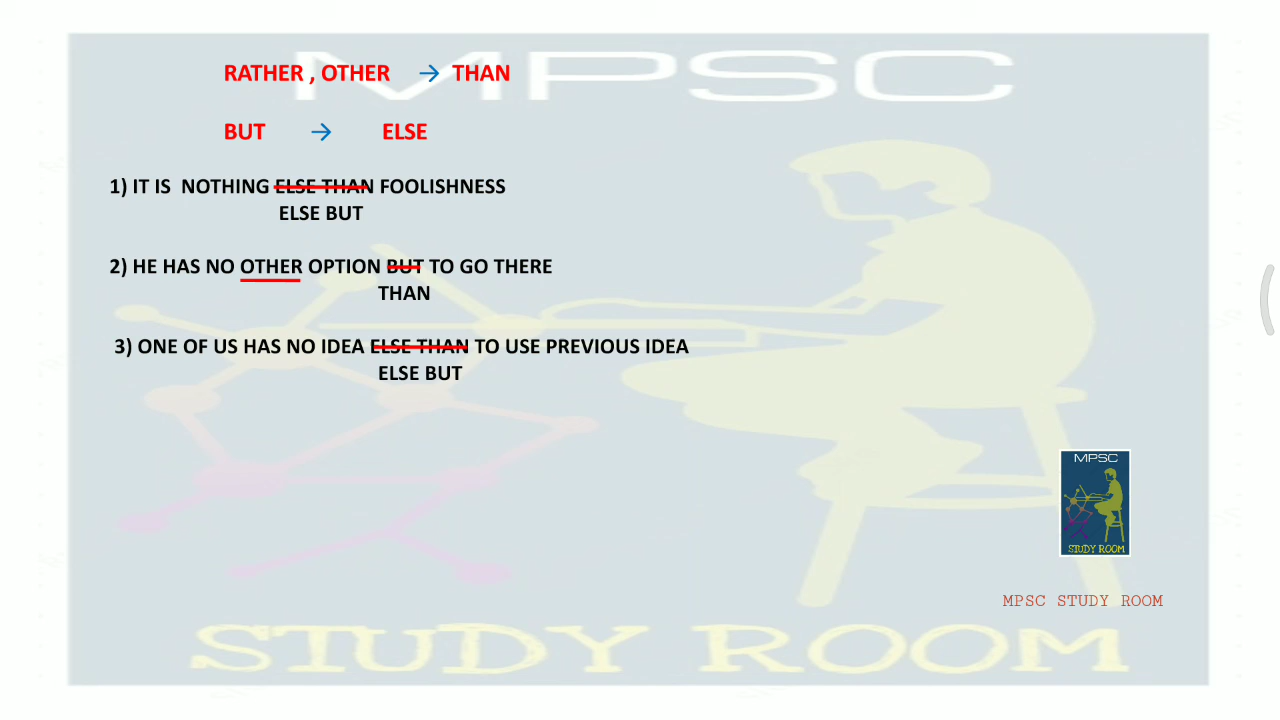 MPSC
RATHER , OTHER → THAN
BUT → ELSE
1) IT IS NOTHING ELSE THAN FOOLISHNESS
ELSE BUT
2) HE HAS NO OTHER OPTION BUT TO GO THERE
THAN
3) ONE OF US HAS NO IDEA ELSE THAN TO USE PREVIOUS IDEA
ELSE BUT
MPSC
STUDY ROOM
MPSC STUDY ROOM
STUDY ROOM